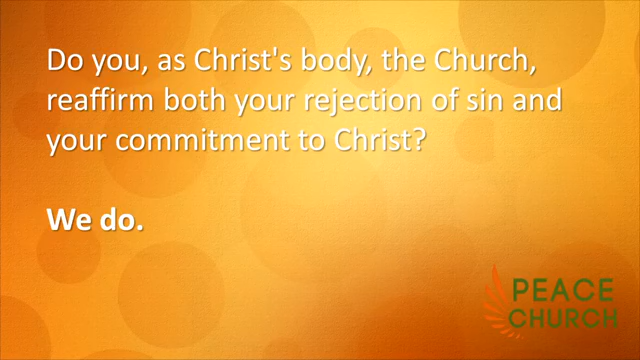 Do you, as Christ's body, the Church,
reaffirm both your rejection of sin and
your commitment to Christ?
We do.
PEACE
CHURCH